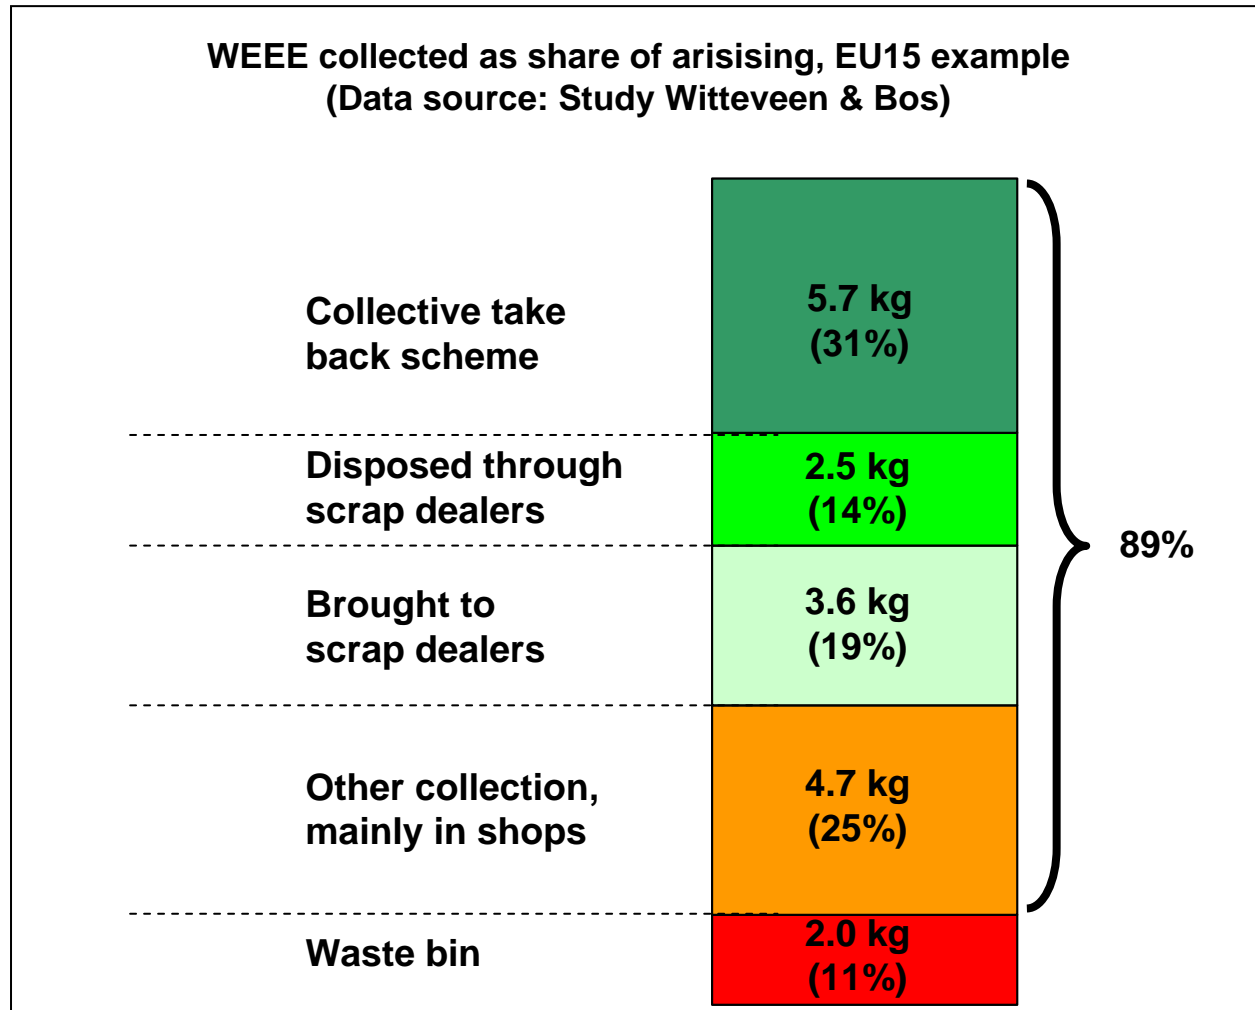 WEEE collected as share of arisising, EU15 example
(Data source: Study Witteveen & Bos)
Collective take
back scheme
5.7 kg
(31%)
Disposed through
scrap dealers
2.5 kg
(14%)
89%
Brought to
scrap dealers
3.6 kg
(19%)
Other collection,
mainly in shops
4.7 kg
(25%)
Waste bin
2.0 kg
(11%)